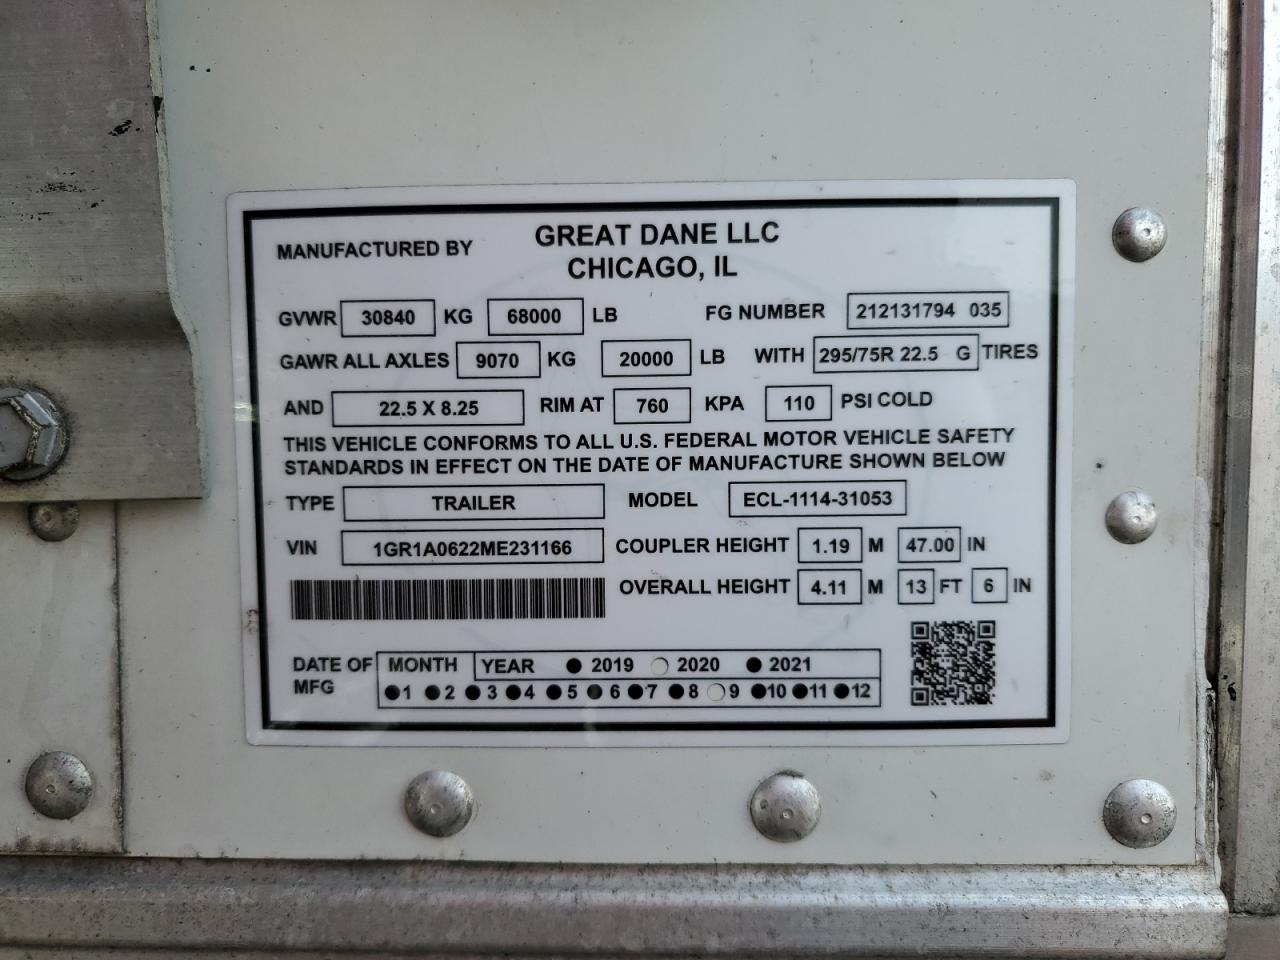 MANUFACTURED BY GREAT DANE LLC
CHICAGO, IL
GVWR 30840 KG 68000 LB FG NUMBER 212131794 035
GAWR ALL AXLES 9070 KG 20000 LB WITH 295/75R 22.5 G TIRES
AND 22.5 X 8.25 RIM AT 760 KPA 110 PSI COLD
THIS VEHICLE CONFORMS TO ALL U.S. FEDERAL MOTOR VEHICLE SAFETY
STANDARDS IN EFFECT ON THE DATE OF MANUFACTURE SHOWN BELOW
TYPE TRAILER MODEL ECL-1114-31053
VIN 1GR1A0622ME231166 COUPLER HEIGHT 1.19 M 47.00 IN
OVERALL HEIGHT 4.11 M 13 FT 6 IN
DATE OF MONTH YEAR 2019 2020 2021
MFG 1 2 3 4 5 6 7 8 9 10 11 12